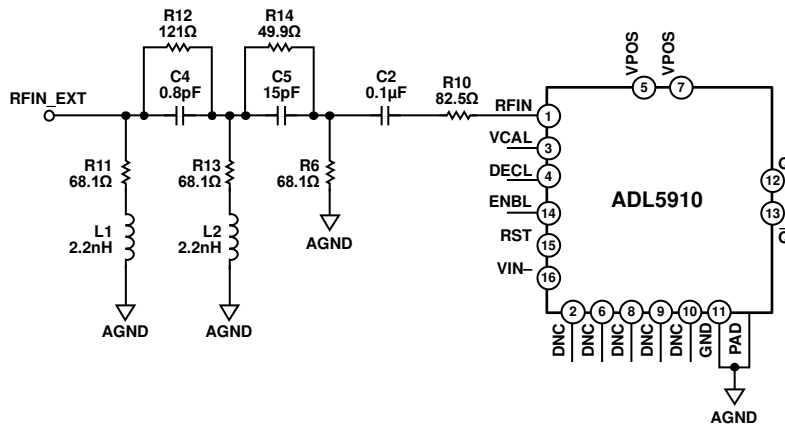 R12
121Ω
R14
49.9Ω
C4
0.8pF
C5
15pF
C2
0.1µF
R10
82.5Ω
RFIN_EXT
R11
68.1Ω
R13
68.1Ω
R6
68.1Ω
L1
2.2nH
L2
2.2nH
AGND
AGND
AGND
VPOS
VPOS
5
7
RFIN
1
VCAL
3
DECL
4
ENBL
14
RST
15
VIN–
16
ADL5910
12
13
2
6
8
9
10
11
DNC
DNC
DNC
DNC
DNC
GND
PAD
AGND